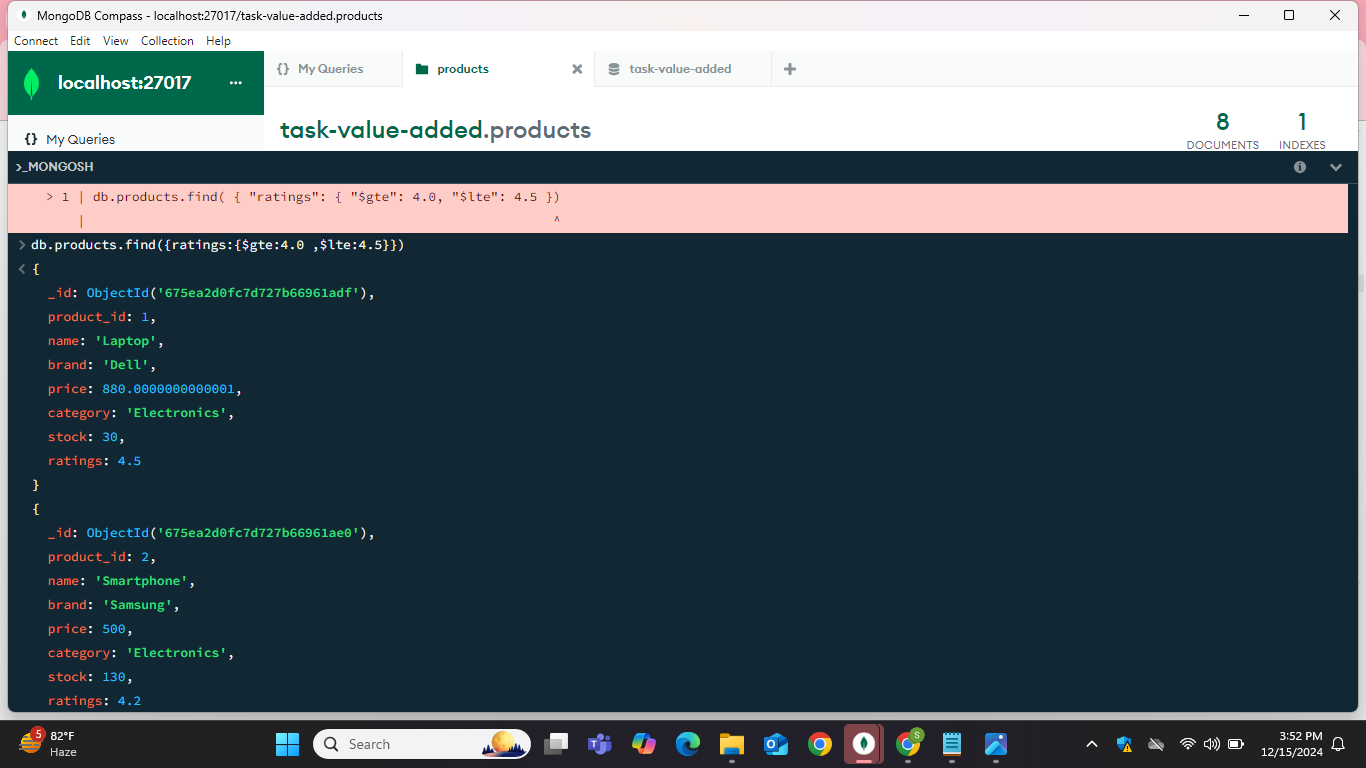 MongoDB Compass - localhost:27017/task-value-added.products
Connect Edit View Collection Help
localhost:27017 ...
{} My Queries
products
task-value-added
{} My Queries
task-value-added.products
8
DOCUMENTS
1
INDEXES
>_MONGOSH
> 1 | db.products.find( { "ratings": { "$gte": 4.0, "$lte": 4.5 })
| ^
> db.products.find({ratings:{$gte:4.0 ,$lte:4.5}})
< {
_id: ObjectId('675ea2d0fc7d727b66961adf'),
product_id: 1,
name: 'Laptop',
brand: 'Dell',
price: 880.0000000000001,
category: 'Electronics',
stock: 30,
ratings: 4.5
}
{
_id: ObjectId('675ea2d0fc7d727b66961ae0'),
product_id: 2,
name: 'Smartphone',
brand: 'Samsung',
price: 500,
category: 'Electronics',
stock: 130,
ratings: 4.2
5
82°F
Haze
Search
S
3:52 PM
12/15/2024